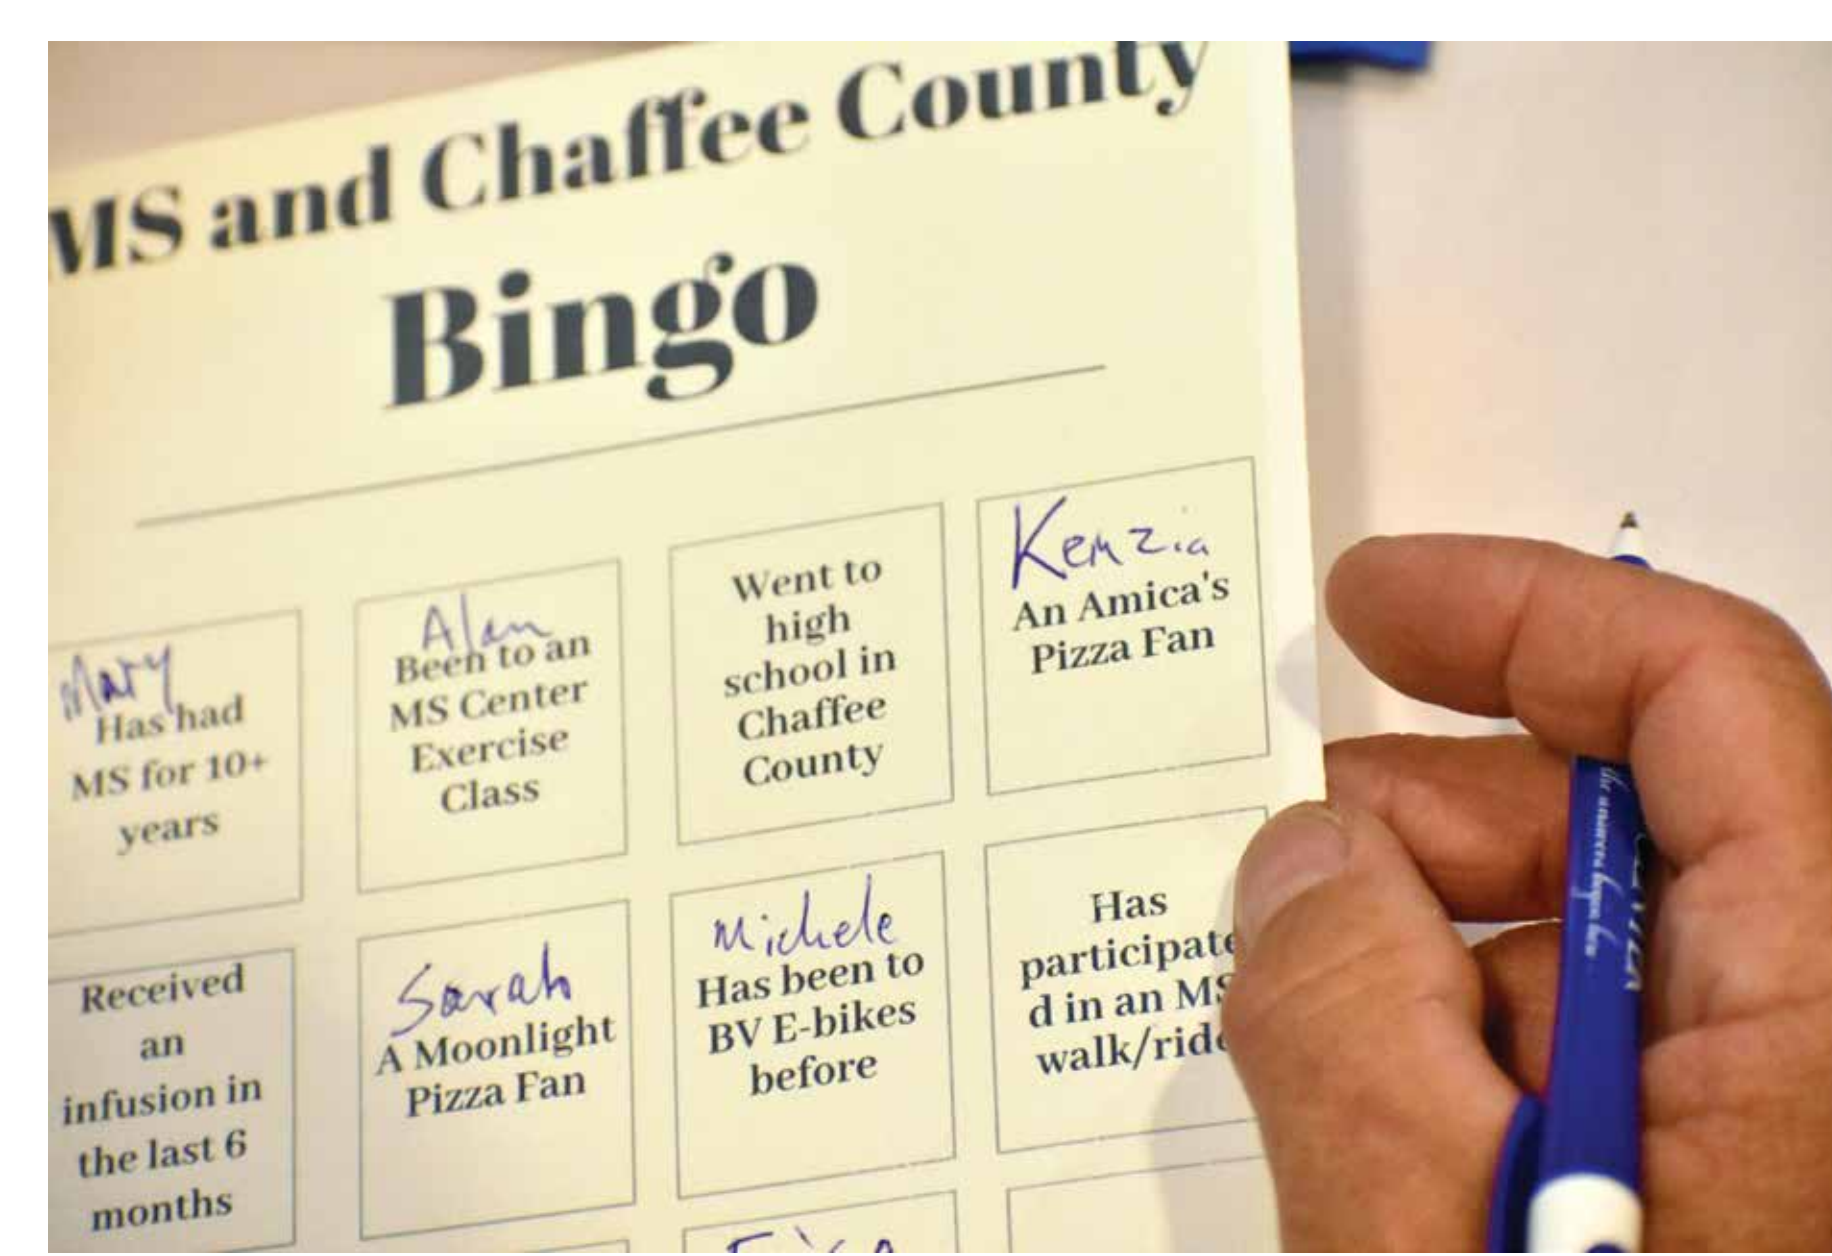 MS and Chaffee County
Bingo
Mary
Has had
MS for 10+
years
Alan
Been to an
MS Center
Exercise
Class
Went to
high
school in
Chaffee
County
Kenzia
An Amica's
Pizza Fan
Received
an
infusion in
the last 6
months
Sarah
A Moonlight
Pizza Fan
Michele
Has been to
BV E-bikes
before
Has
participate
d in an MS
walk/ride